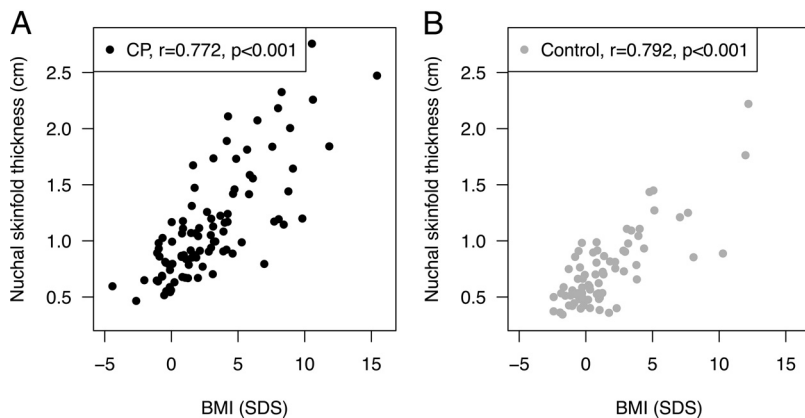 A
CP, r=0.772, p<0.001
Nuchal skinfold thickness (cm)
2.5
2.0
1.5
1.0
0.5
−5 0 5 10 15
BMI (SDS)
B
Control, r=0.792, p<0.001
Nuchal skinfold thickness (cm)
2.5
2.0
1.5
1.0
0.5
−5 0 5 10 15
BMI (SDS)